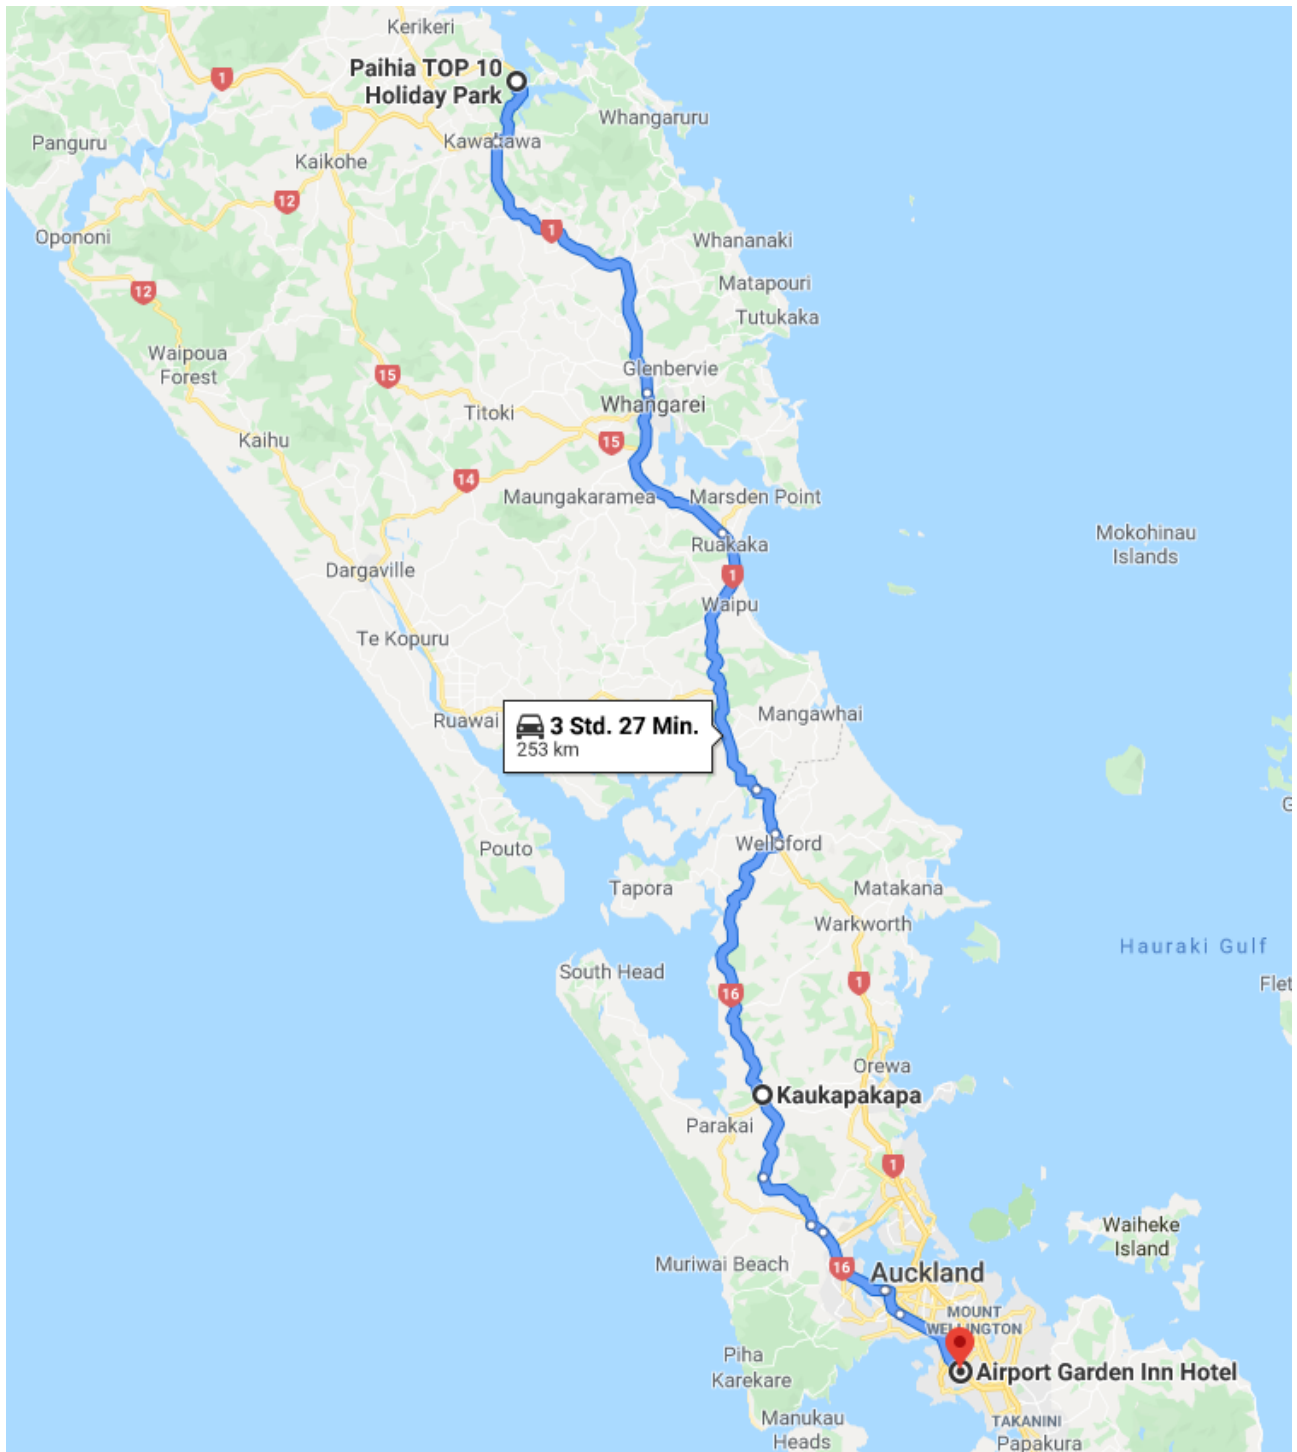 Kerikeri
Paihia TOP 10
Holiday Park
1
Whangaruru
Panguru
Kawakawa
Kaikohe
12
Opononi
1
Whananaki
12
Matapouri
Tutukaka
Waipoua
Forest
15
Glenbervie
Titoki
Whangarei
Kaihu
15
14
Maungakaramea
Marsden Point
Ruakaka
Mokohinau
Islands
Dargaville
1
Waipu
Te Kopuru
Ruawai
3 Std. 27 Min.
253 km
Mangawhai
G
Wellsford
Pouto
Tapora
Matakana
Warkworth
Hauraki Gulf
South Head
1
16
Flet
Orewa
Kaukapakapa
Parakai
1
Waiheke
Island
Muriwai Beach
16
Auckland
MOUNT
WELLINGTON
Piha
Karekare
Airport Garden Inn Hotel
Manukau
Heads
TAKANINI
Papakura